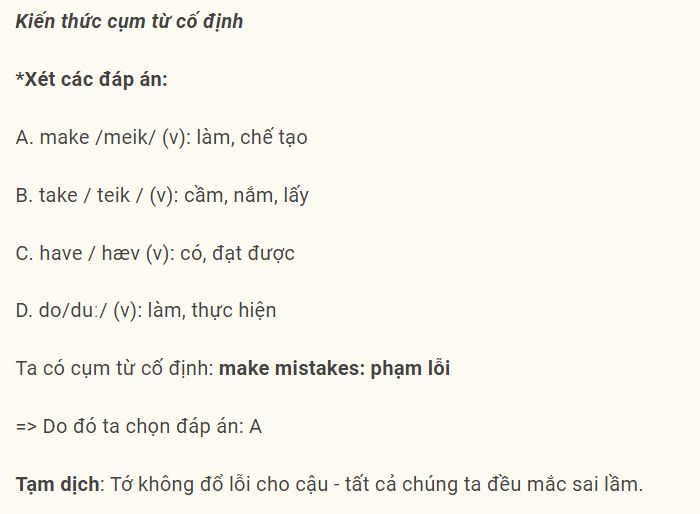 Kiến thức cụm từ cố định
*Xét các đáp án:
A. make /meik/ (v): làm, chế tạo
B. take / teik / (v): cầm, nắm, lấy
C. have / hæv (v): có, đạt được
D. do/duː/ (v): làm, thực hiện
Ta có cụm từ cố định: make mistakes: phạm lỗi
=> Do đó ta chọn đáp án: A
Tạm dịch: Tớ không đổ lỗi cho cậu - tất cả chúng ta đều mắc sai lầm.